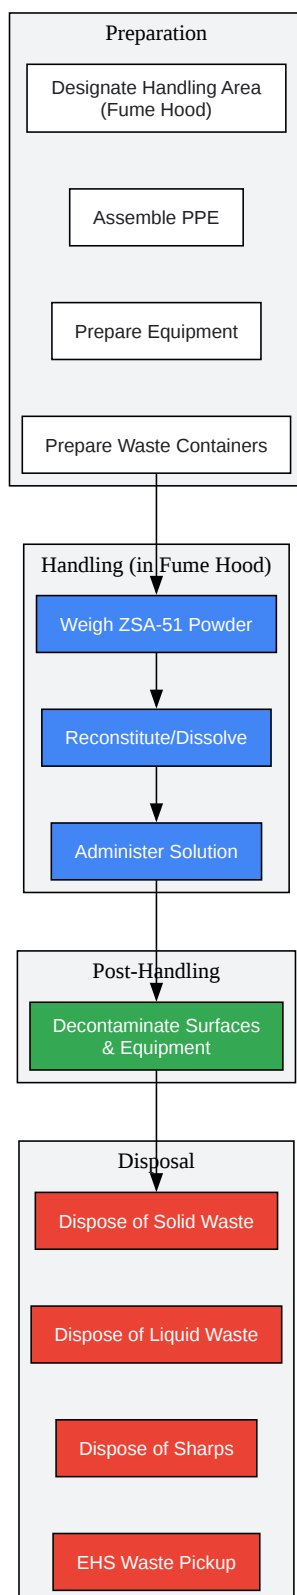 Preparation
Designate Handling Area
(Fume Hood)
Assemble PPE
Prepare Equipment
Prepare Waste Containers
Handling (in Fume Hood)
Weigh ZSA-51 Powder
Reconstitute/Dissolve
Administer Solution
Post-Handling
Decontaminate Surfaces
& Equipment
Disposal
Dispose of Solid Waste
Dispose of Liquid Waste
Dispose of Sharps
EHS Waste Pickup